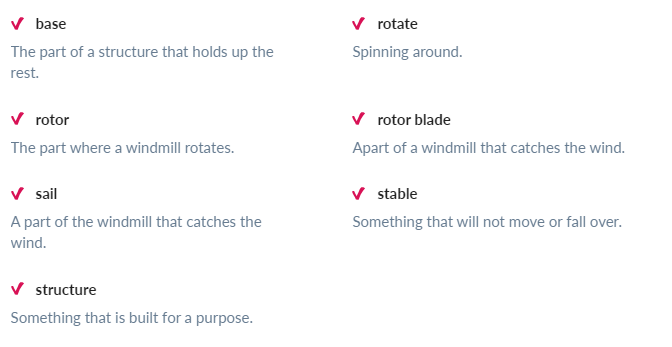 base
The part of a structure that holds up the
rest.
rotate
Spinning around.
rotor
The part where a windmill rotates.
rotor blade
Apart of a windmill that catches the wind.
sail
A part of the windmill that catches the
wind.
stable
Something that will not move or fall over.
structure
Something that is built for a purpose.